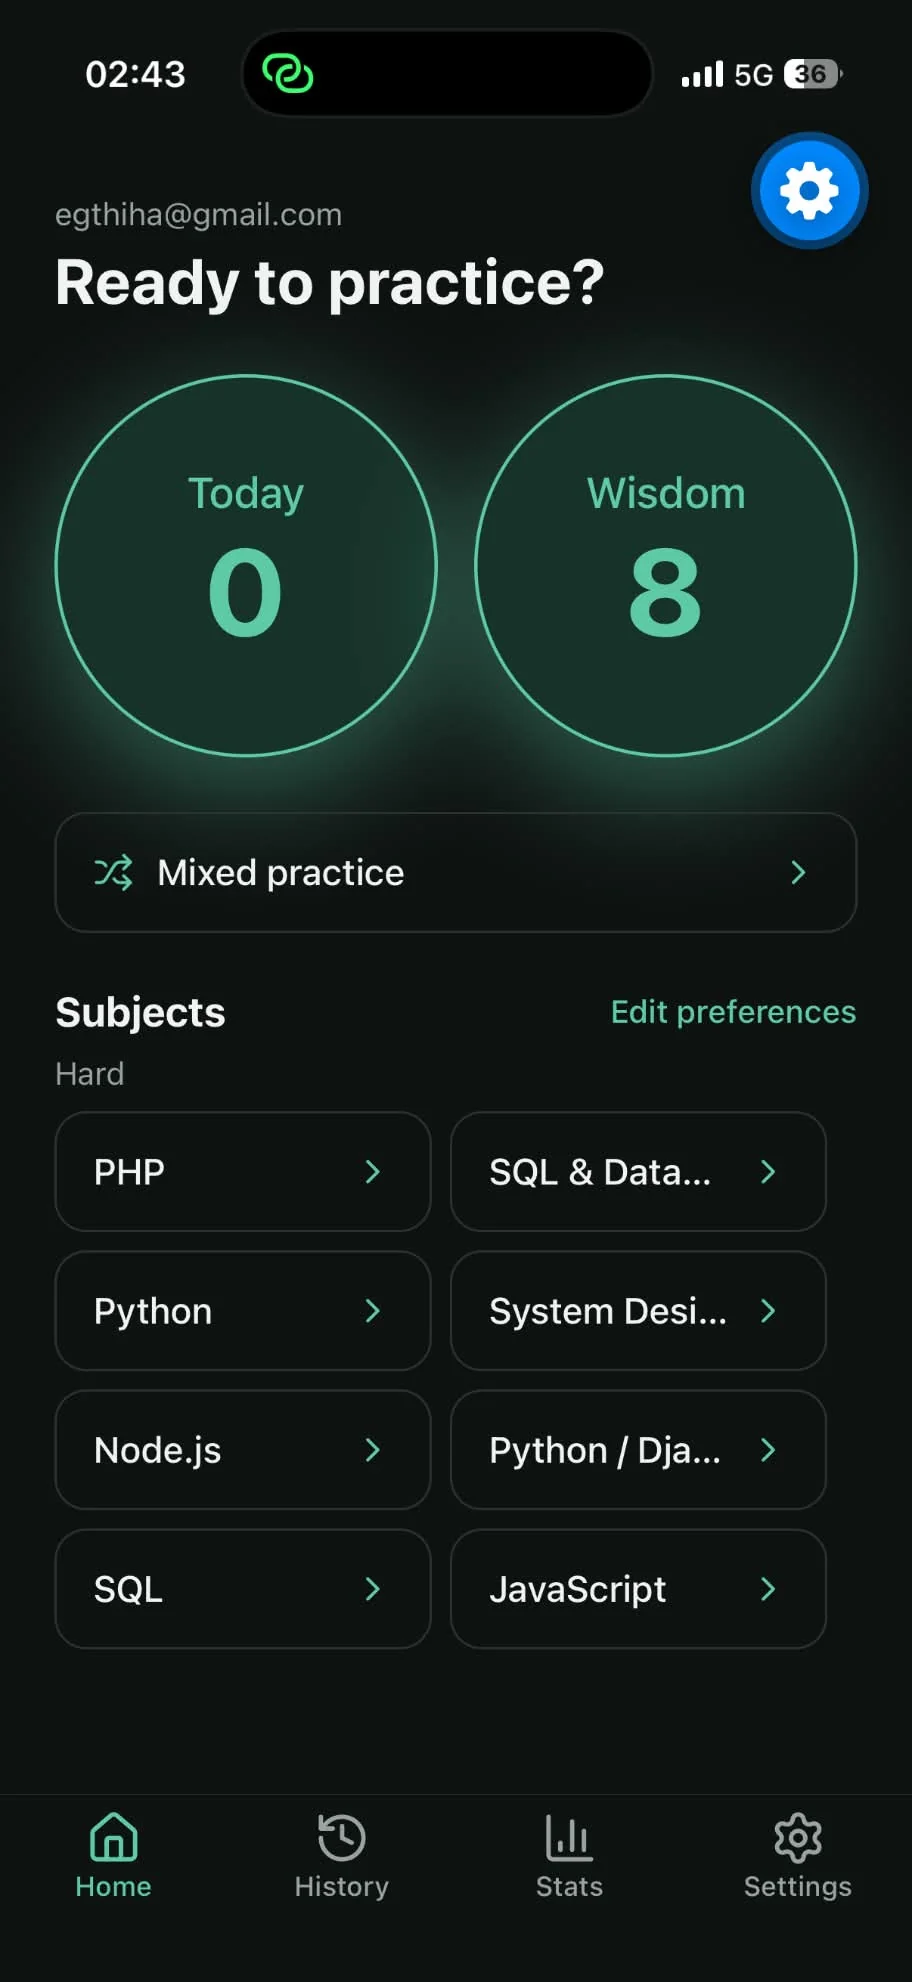 02:43
5G 36
egthiha@gmail.com
Ready to practice?
Today
0
Wisdom
8
Mixed practice
Subjects
Edit preferences
Hard
PHP
SQL & Data...
Python
System Desi...
Node.js
Python / Dja...
SQL
JavaScript
Home
History
Stats
Settings